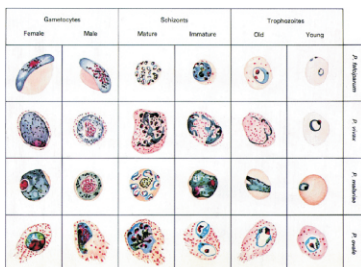 Gametocytes Schizonts Trophozoites
Female Male Mature Immature Old Young
P. falciparum
P. vivax
P. malariae
P. ovale